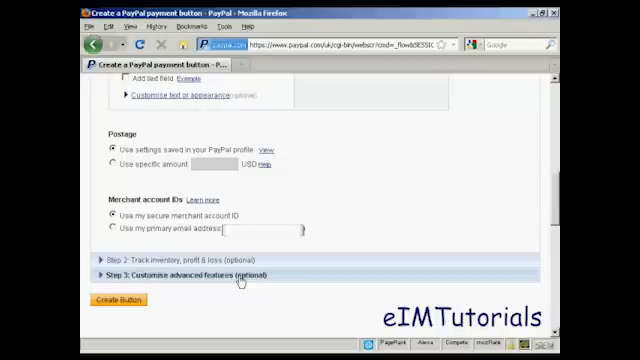 Create a PayPal payment button - PayPal - Mozilla Firefox
File Edit View History Bookmarks Tools Help
paypal.com https://www.paypal.com/uk/cgi-bin/webscr?cmd=_flow&SESSIO
Create a PayPal payment button - P...
Add text field Example
Customise text or appearance (optional)
Postage
Use settings saved in your PayPal profile View
Use specific amount USD Help
Merchant account IDs Learn more
Use my secure merchant account ID
Use my primary email address
Step 2: Track inventory, profit & loss (optional)
Step 3: Customise advanced features (optional)
Create Button
eIMTutorials
PageRank Alexa Compete mozRank